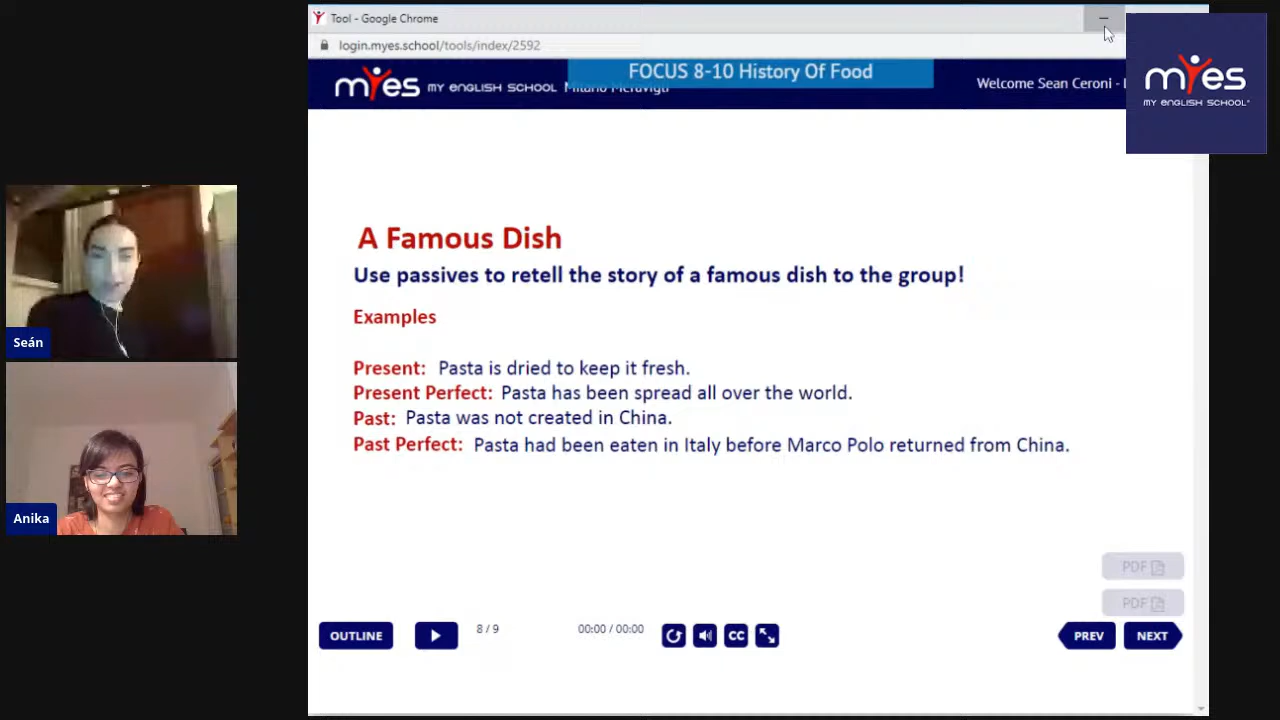 Tool - Google Chrome
login.myes.school/tools/index/2592
FOCUS 8-10 History Of Food
myes MY ENGLISH SCHOOL Milano Meravigli
Welcome Sean Ceroni -
myes
MY ENGLISH SCHOOL
A Famous Dish
Use passives to retell the story of a famous dish to the group!
Examples
Present: Pasta is dried to keep it fresh.
Present Perfect: Pasta has been spread all over the world.
Past: Pasta was not created in China.
Past Perfect: Pasta had been eaten in Italy before Marco Polo returned from China.
Seán
Anika
PDF
PDF
OUTLINE
8 / 9
00:00 / 00:00
CC
PREV
NEXT